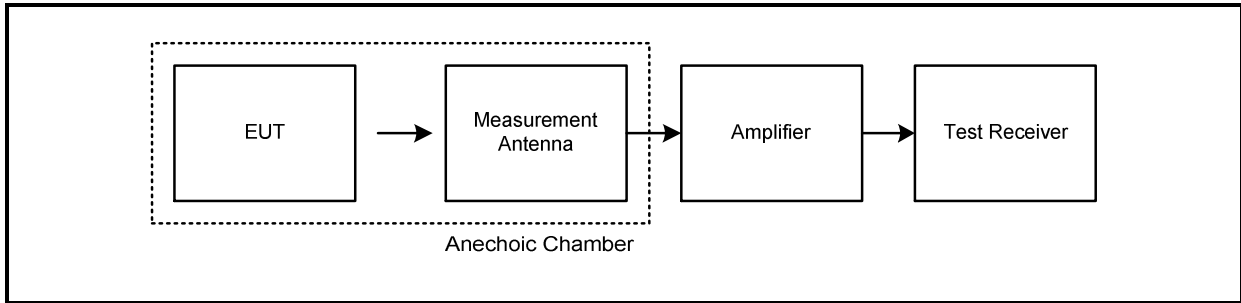 EUT
Measurement
Antenna
Amplifier
Test Receiver
Anechoic Chamber